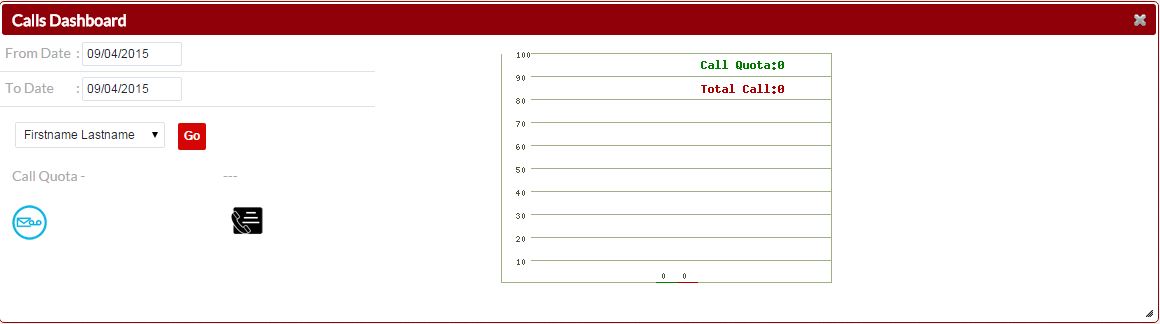 Calls Dashboard
From Date : 09/04/2015
To Date : 09/04/2015
Firstname Lastname Go
Call Quota - ---
100
Call Quota:0
90
Total Call:0
80
70
60
50
40
30
20
10
0 0